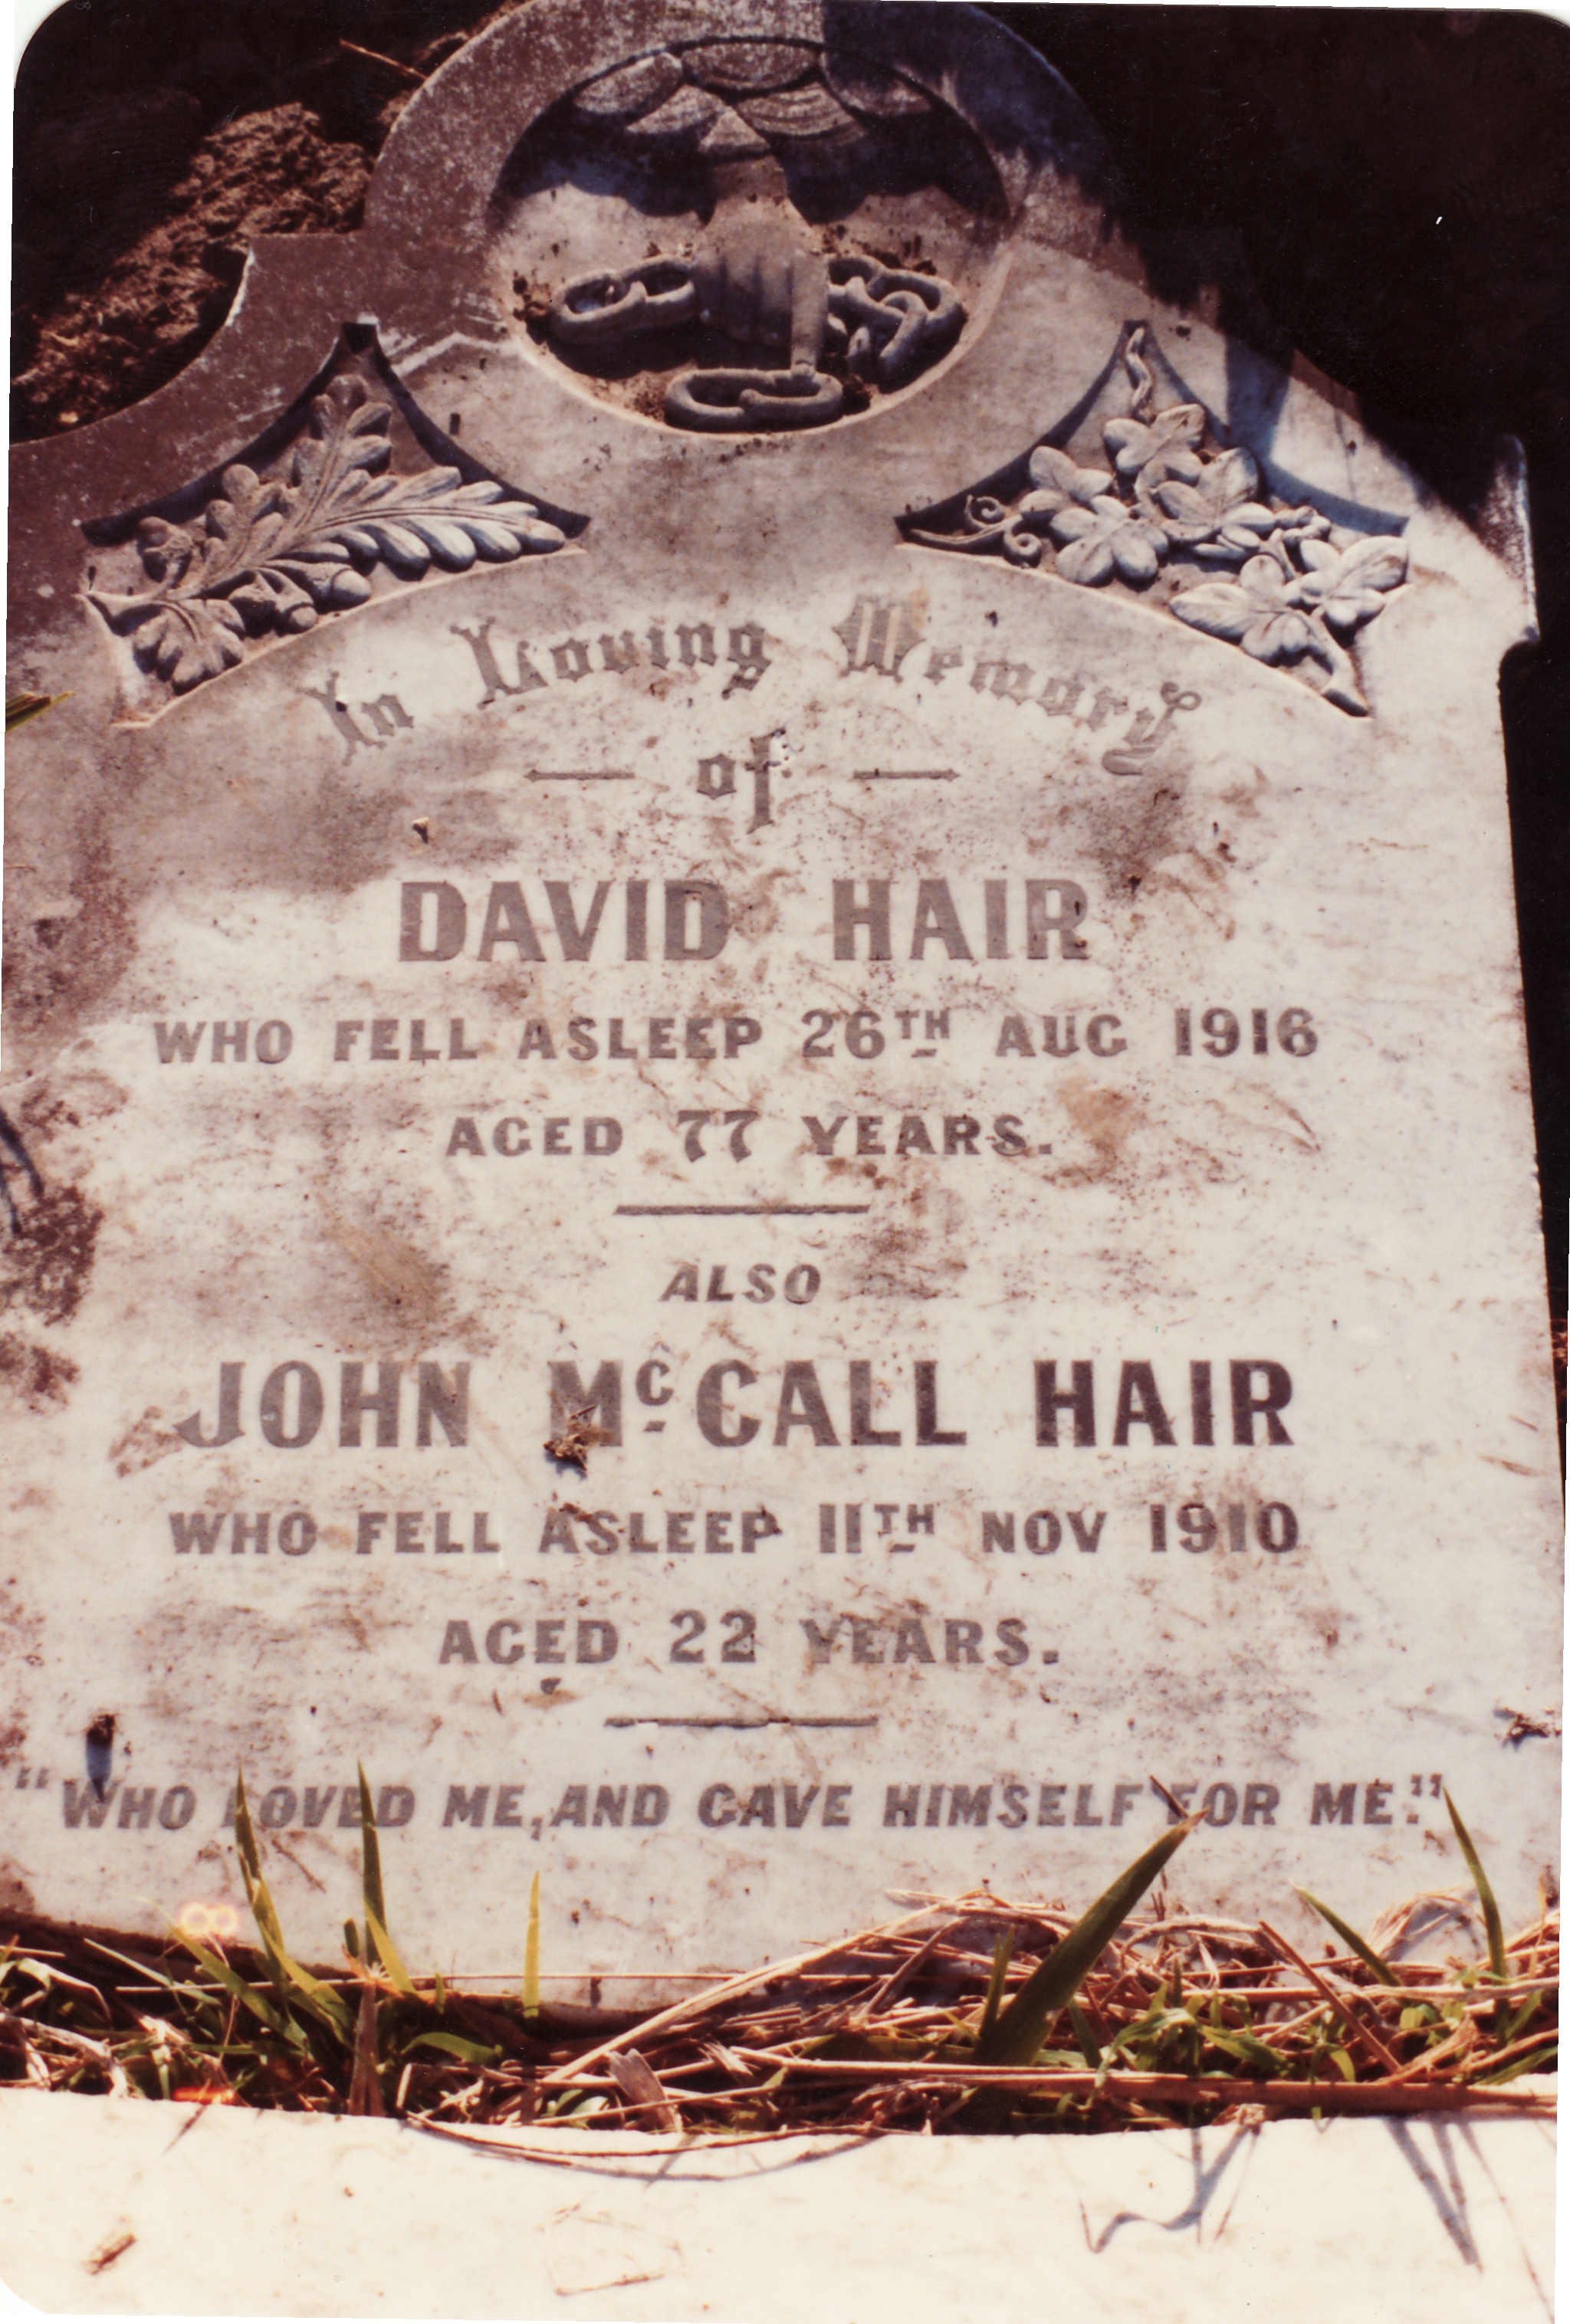 In Loving Memory
— of —
DAVID HAIR
WHO FELL ASLEEP 26TH AUG 1916
AGED 77 YEARS.
ALSO
JOHN McCALL HAIR
WHO FELL ASLEEP 11TH NOV 1910
AGED 22 YEARS.
"WHO LOVED ME, AND GAVE HIMSELF FOR ME."